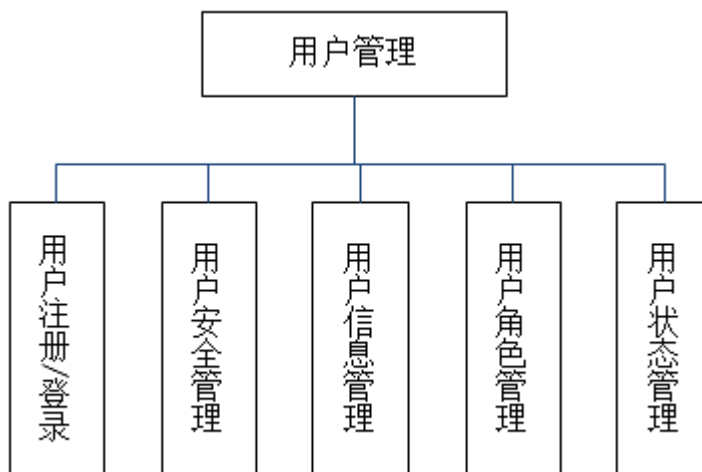 用户管理
用户注册/登录
用户安全管理
用户信息管理
用户角色管理
用户状态管理